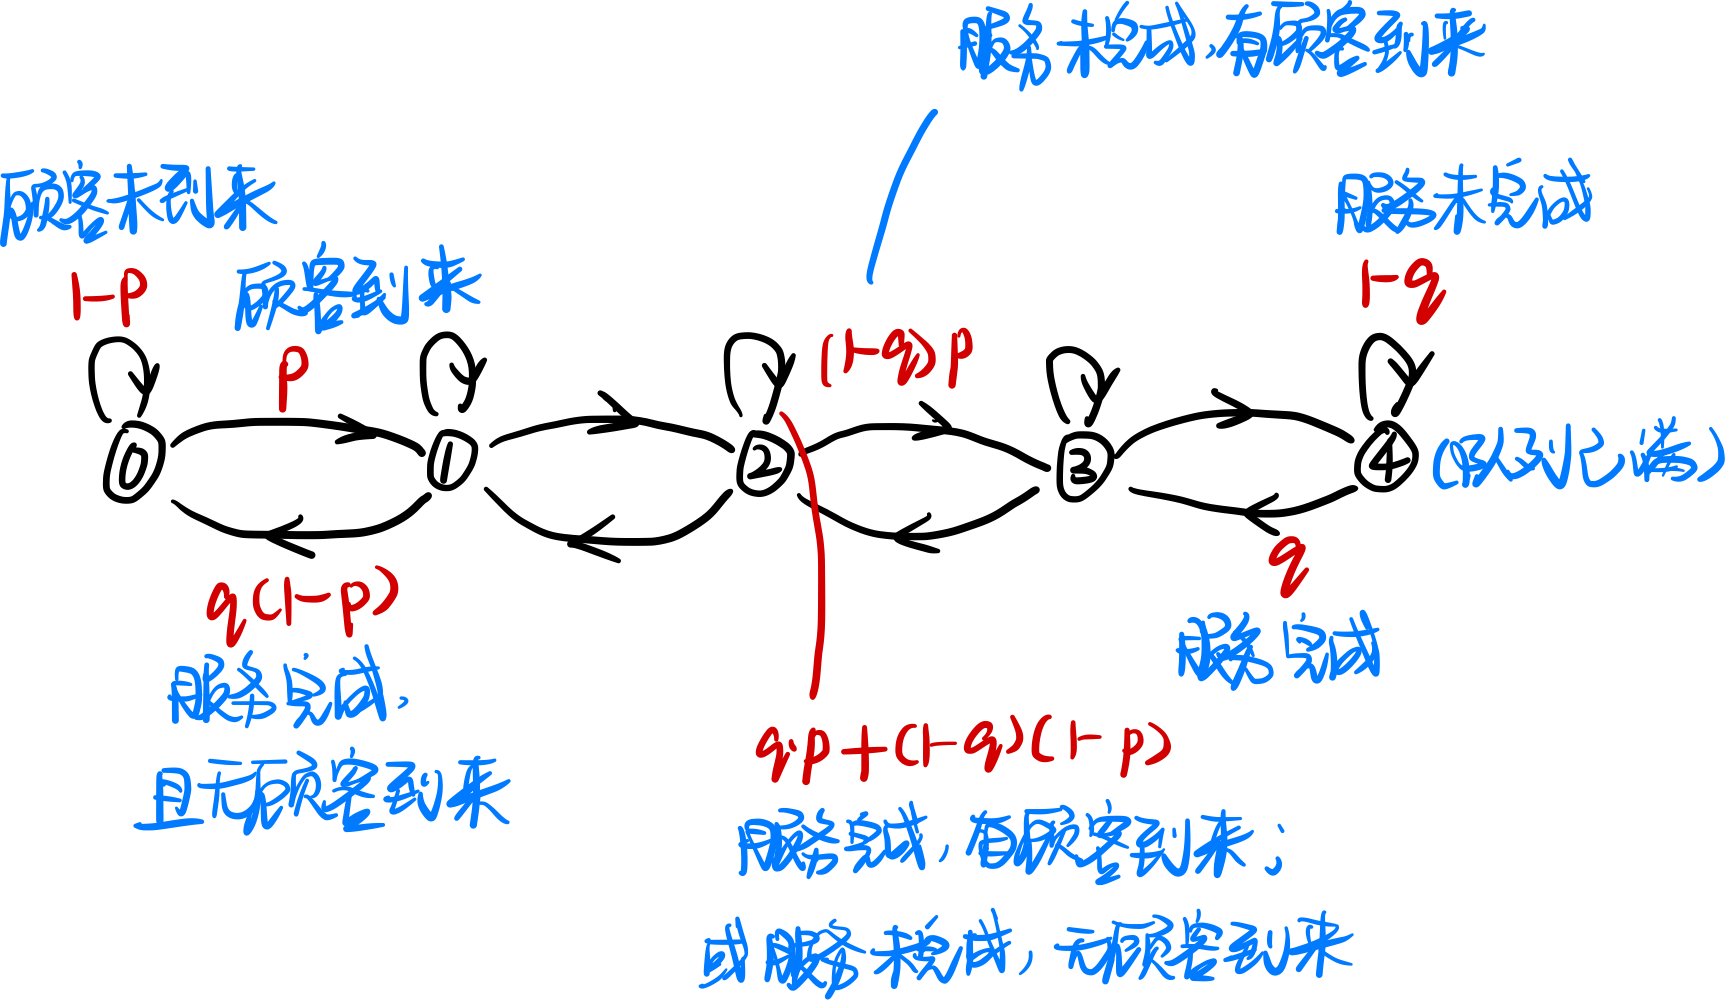 服务未完成,有顾客到来
顾客未到来
服务未完成
1-p
顾客到来
1-q
p
(1-q)p
0
1
2
3
4
(队列已满)
q(1-p)
q
服务完成,
且无顾客到来
服务完成
q·p+(1-q)(1-p)
服务完成,有顾客到来;
或服务未完成,无顾客到来